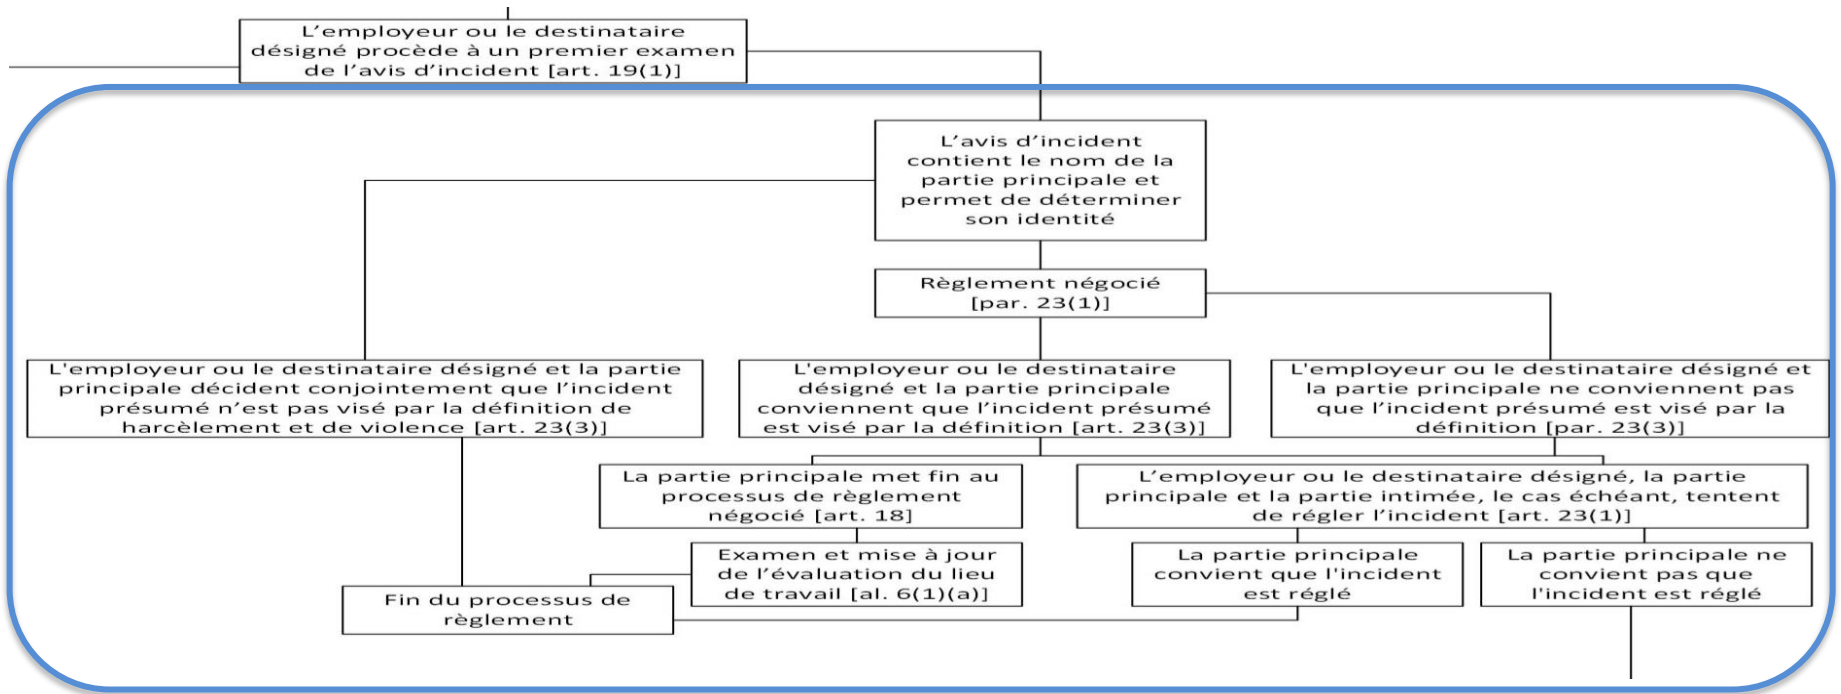 L’employeur ou le destinataire
désigné procède à un premier examen
de l’avis d’incident [art. 19(1)]
L’avis d’incident
contient le nom de la
partie principale et
permet de déterminer
son identité
Règlement négocié
[par. 23(1)]
L'employeur ou le destinataire désigné et la partie
principale décident conjointement que l’incident
présumé n’est pas visé par la définition de
harcèlement et de violence [art. 23(3)]
L'employeur ou le destinataire
désigné et la partie principale
conviennent que l’incident présumé
est visé par la définition [art. 23(3)]
L'employeur ou le destinataire désigné et
la partie principale ne conviennent pas
que l’incident présumé est visé par la
définition [par. 23(3)]
La partie principale met fin au
processus de règlement
négocié [art. 18]
L’employeur ou le destinataire désigné, la partie
principale et la partie intimée, le cas échéant, tentent
de régler l’incident [art. 23(1)]
Examen et mise à jour
de l’évaluation du lieu
de travail [al. 6(1)(a)]
La partie principale
convient que l'incident
est réglé
La partie principale ne
convient pas que
l'incident est réglé
Fin du processus de
règlement